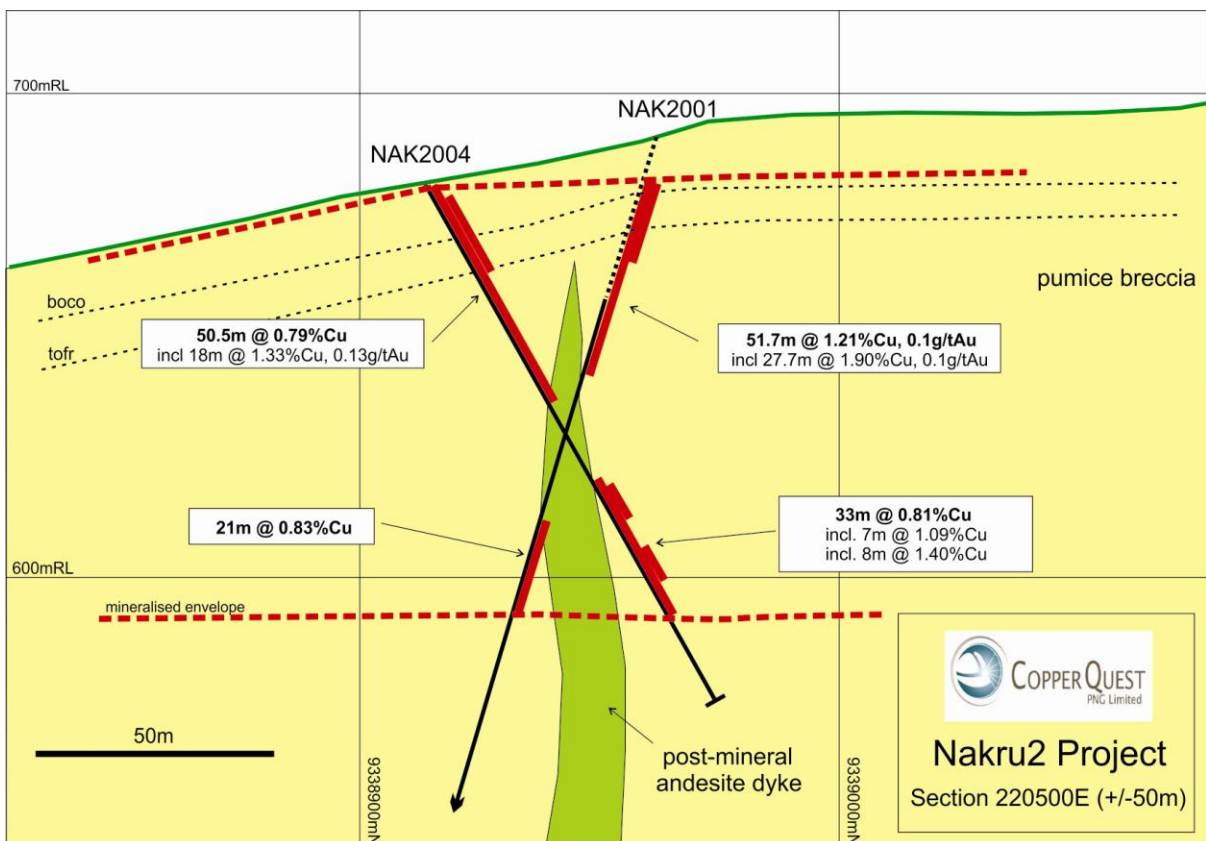 700mRL
NAK2001
NAK2004
pumice breccia
boco
tofr
50.5m @ 0.79%Cu
incl 18m @ 1.33%Cu, 0.13g/tAu
51.7m @ 1.21%Cu, 0.1g/tAu
incl 27.7m @ 1.90%Cu, 0.1g/tAu
21m @ 0.83%Cu
33m @ 0.81%Cu
incl. 7m @ 1.09%Cu
incl. 8m @ 1.40%Cu
600mRL
mineralised envelope
50m
9338900mN
post-mineral
andesite dyke
9339000mN
COPPER QUEST
PNG Limited
Nakru2 Project
Section 220500E (+/-50m)